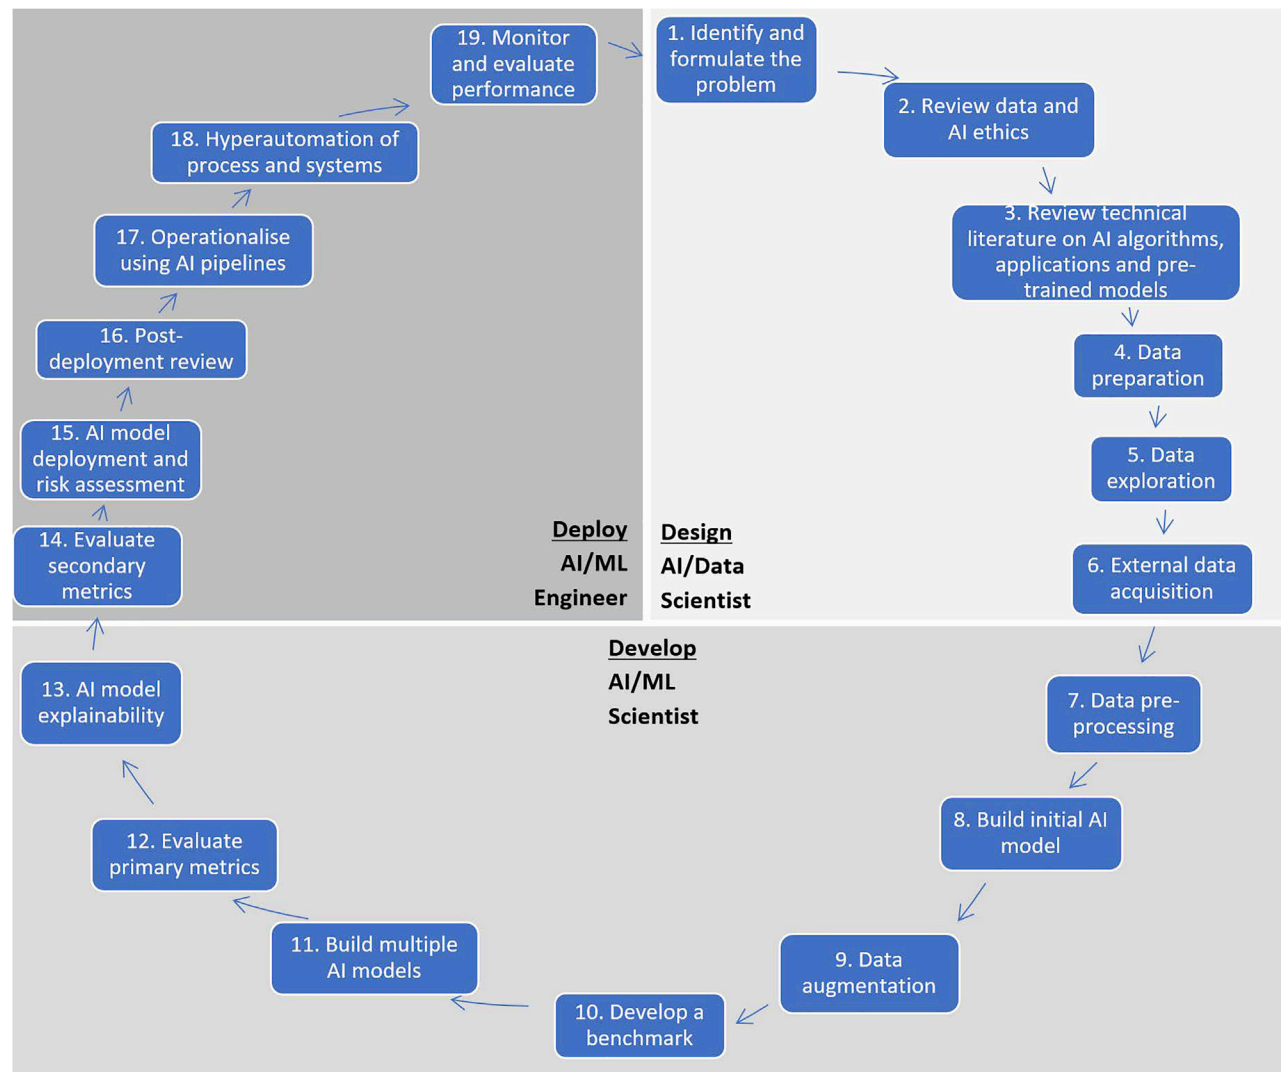 1. Identify and
formulate the
problem
2. Review data and
AI ethics
3. Review technical
literature on AI algorithms,
applications and pre-
trained models
4. Data
preparation
5. Data
exploration
6. External data
acquisition
Design
AI/Data
Scientist
7. Data pre-
processing
8. Build initial AI
model
9. Data
augmentation
10. Develop a
benchmark
11. Build multiple
AI models
12. Evaluate
primary metrics
13. AI model
explainability
Develop
AI/ML
Scientist
14. Evaluate
secondary
metrics
15. AI model
deployment and
risk assessment
16. Post-
deployment review
17. Operationalise
using AI pipelines
18. Hyperautomation of
process and systems
19. Monitor
and evaluate
performance
Deploy
AI/ML
Engineer